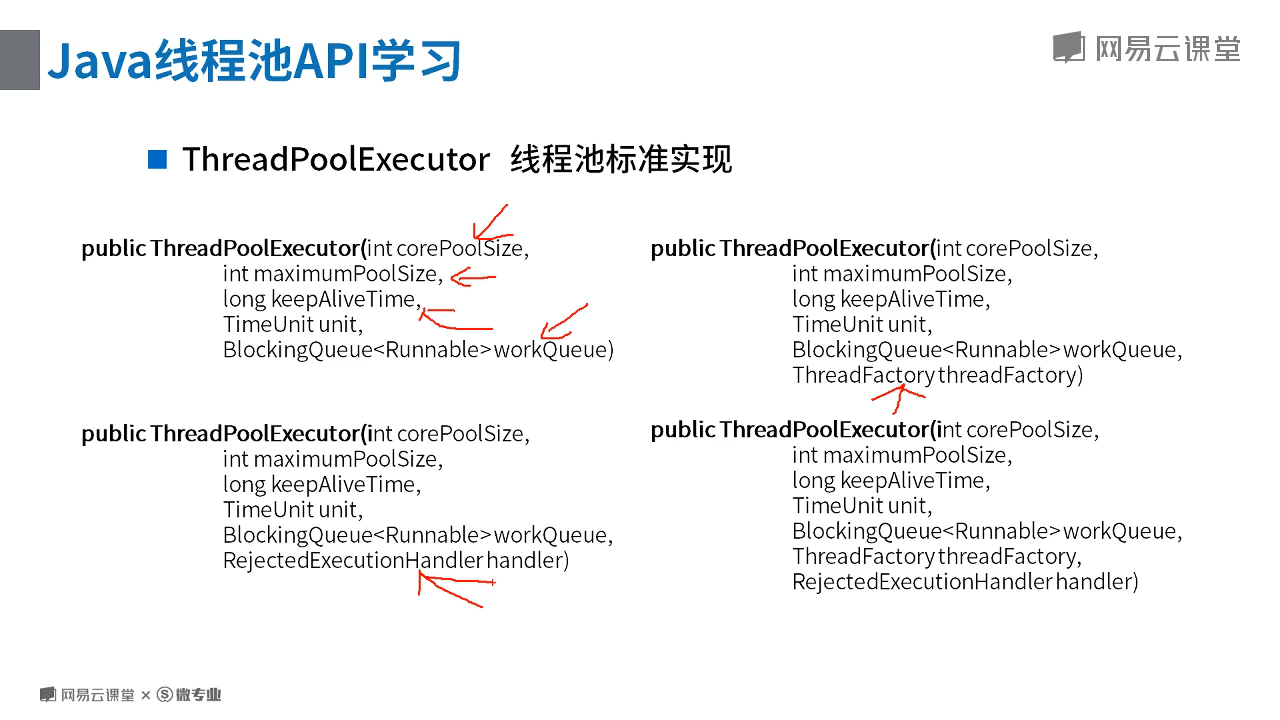 Java线程池API学习
网易云课堂
ThreadPoolExecutor 线程池标准实现
public ThreadPoolExecutor(int corePoolSize,
int maximumPoolSize,
long keepAliveTime,
TimeUnit unit,
BlockingQueue<Runnable> workQueue)
public ThreadPoolExecutor(int corePoolSize,
int maximumPoolSize,
long keepAliveTime,
TimeUnit unit,
BlockingQueue<Runnable> workQueue,
ThreadFactory threadFactory)
public ThreadPoolExecutor(int corePoolSize,
int maximumPoolSize,
long keepAliveTime,
TimeUnit unit,
BlockingQueue<Runnable> workQueue,
RejectedExecutionHandler handler)
public ThreadPoolExecutor(int corePoolSize,
int maximumPoolSize,
long keepAliveTime,
TimeUnit unit,
BlockingQueue<Runnable> workQueue,
ThreadFactory threadFactory,
RejectedExecutionHandler handler)
网易云课堂 × 微专业